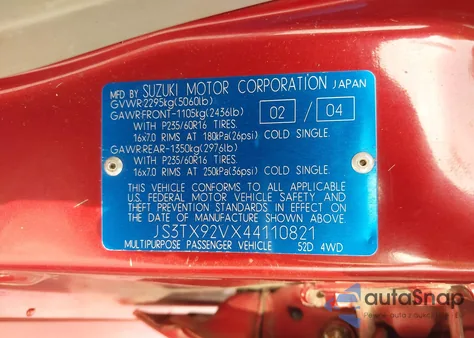 MFD BY SUZUKI MOTOR CORPORATION JAPAN
GVWR:2295kg(5060lb)
GAWR:FRONT-1105kg(2436lb) 02 / 04
WITH P235/60R16 TIRES.
16x7.0 RIMS AT 180kPa(26psi) COLD SINGLE.
GAWR:REAR-1350kg(2976lb)
WITH P235/60R16 TIRES.
16x7.0 RIMS AT 250kPa(36psi) COLD SINGLE.
THIS VEHICLE CONFORMS TO ALL APPLICABLE
U.S. FEDERAL MOTOR VEHICLE SAFETY AND
THEFT PREVENTION STANDARDS IN EFFECT ON
THE DATE OF MANUFACTURE SHOWN ABOVE.
JS3TX92VX44110821
MULTIPURPOSE PASSENGER VEHICLE 52D 4WD
autaSnap